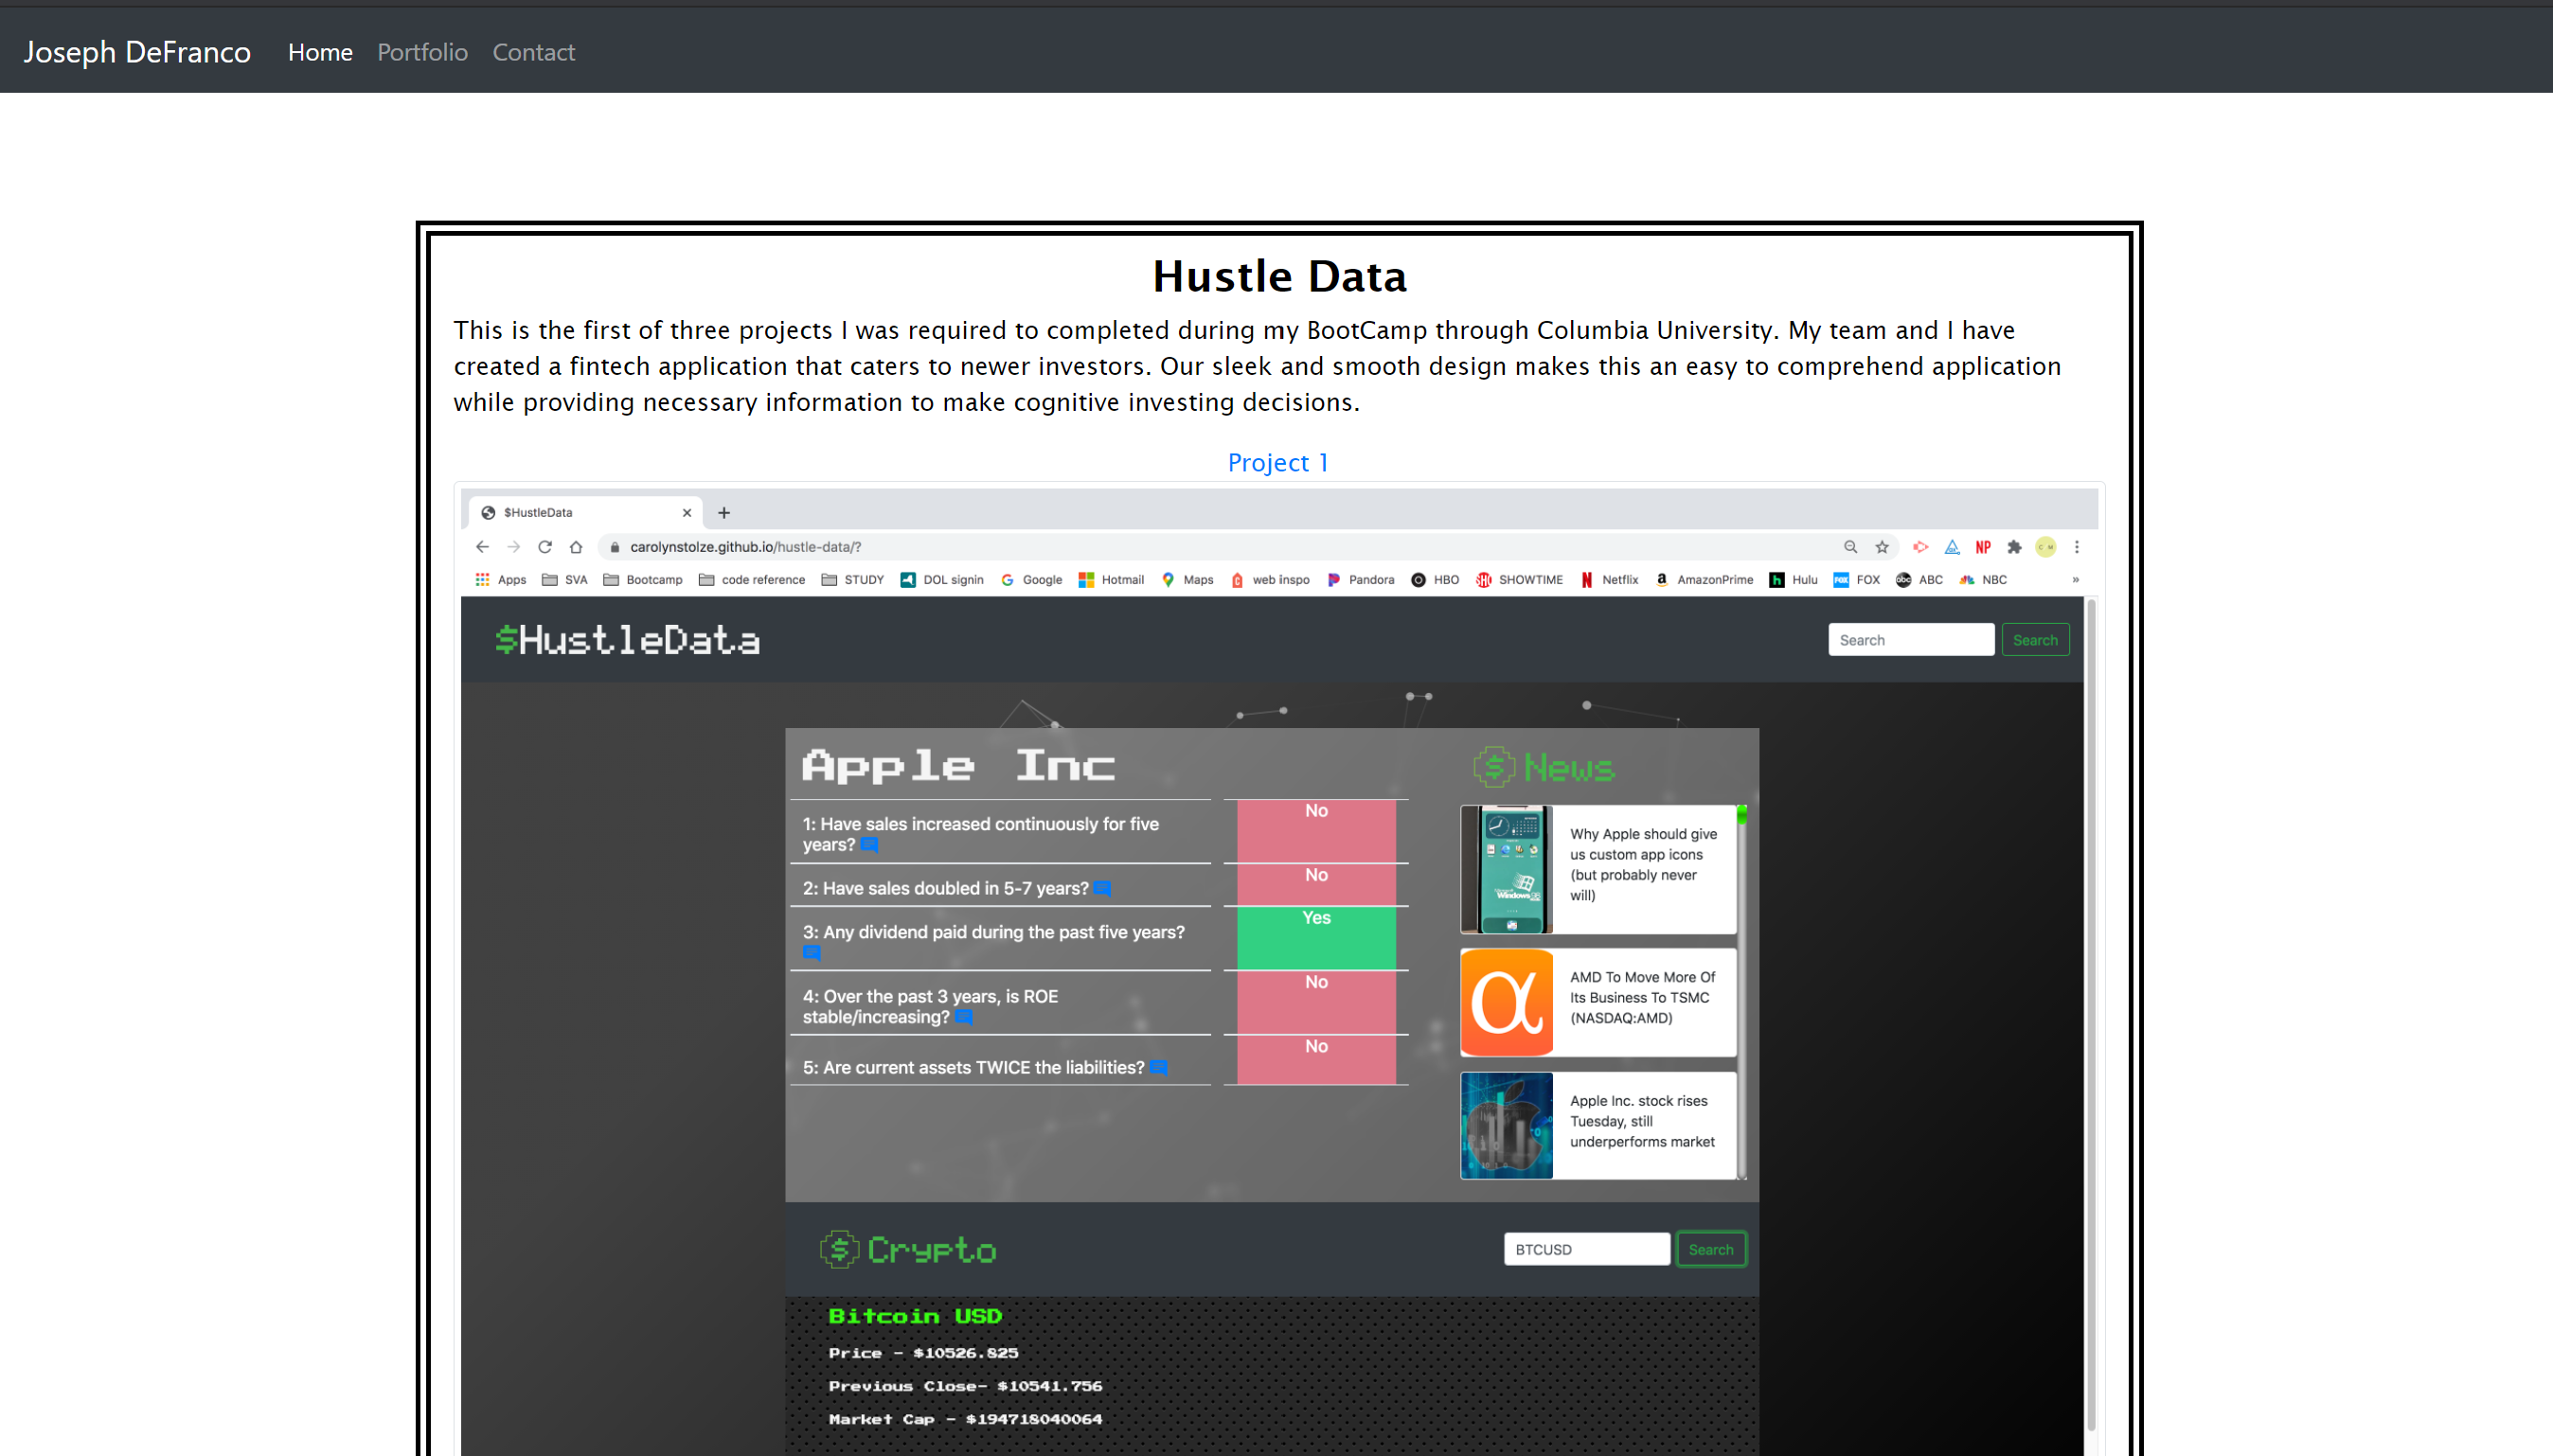 Joseph DeFranco Home Portfolio Contact
Hustle Data
This is the first of three projects I was required to completed during my BootCamp through Columbia University. My team and I have
created a fintech application that caters to newer investors. Our sleek and smooth design makes this an easy to comprehend application
while providing necessary information to make cognitive investing decisions.
Project 1
$HustleData
carolynstolze.github.io/hustle-data/?
NP
Apps SVA Bootcamp code reference STUDY DOL signin Google Hotmail Maps web inspo Pandora HBO SHOWTIME Netflix AmazonPrime Hulu FOX ABC NBC »
$HustleData
Search Search
Apple Inc
1: Have sales increased continuously for five
years?
No
2: Have sales doubled in 5-7 years?
No
3: Any dividend paid during the past five years?
Yes
4: Over the past 3 years, is ROE
stable/increasing?
No
5: Are current assets TWICE the liabilities?
No
$ News
Why Apple should give
us custom app icons
(but probably never
will)
α
AMD To Move More Of
Its Business To TSMC
(NASDAQ:AMD)
Apple Inc. stock rises
Tuesday, still
underperforms market
$ Crypto
BTCUSD Search
Bitcoin USD
Price - $10526.825
Previous Close- $10541.756
Market Cap - $194718040064